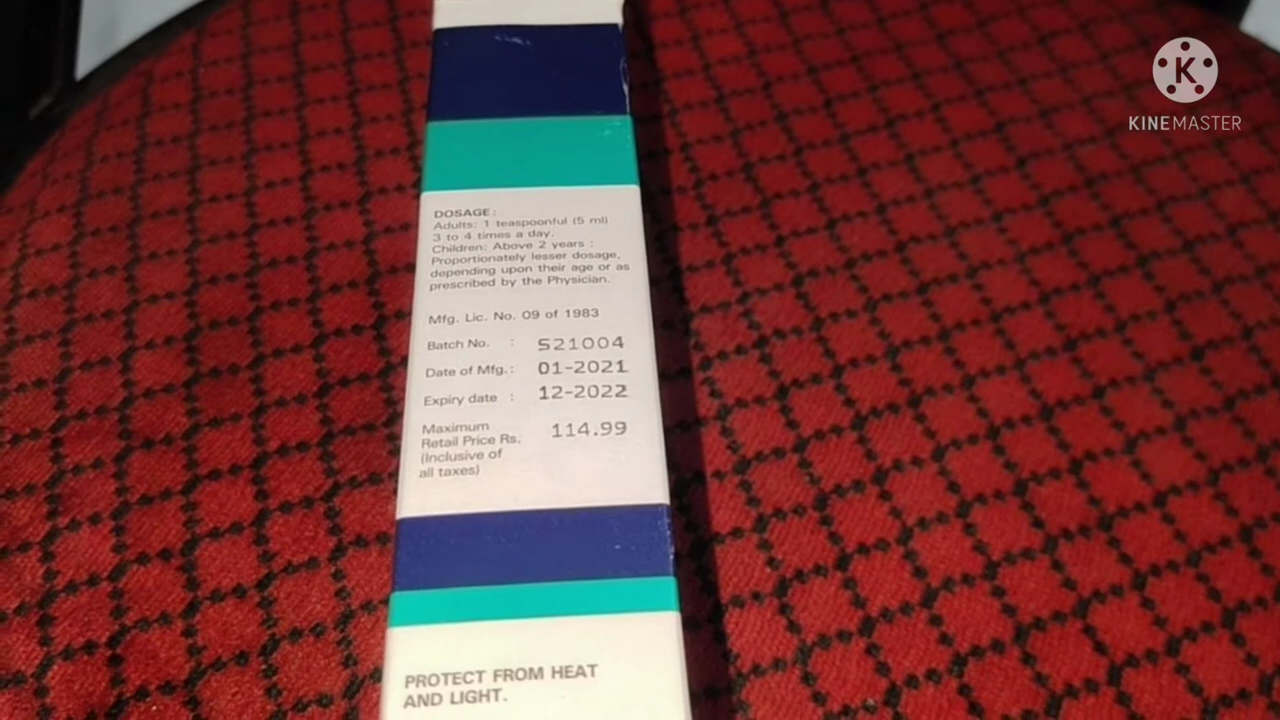 DOSAGE:
Adults: 1 teaspoonful (5 ml)
3 to 4 times a day.
Children: Above 2 years :
Proportionately lesser dosage,
depending upon their age or as
prescribed by the Physician.
Mfg. Lic. No. 09 of 1983
Batch No. : S21004
Date of Mfg.: 01-2021
Expiry date : 12-2022
Maximum
Retail Price Rs. 114.99
(Inclusive of
all taxes)
PROTECT FROM HEAT
AND LIGHT.
K
KINEMASTER